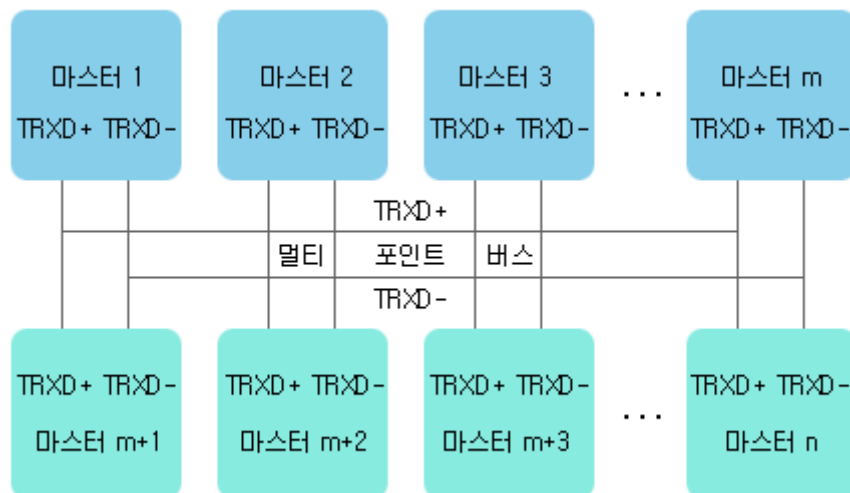 마스터 1
TRXD+ TRXD-
마스터 2
TRXD+ TRXD-
마스터 3
TRXD+ TRXD-
...
마스터 m
TRXD+ TRXD-
TRXD+
멀티 포인트 버스
TRXD-
TRXD+ TRXD-
마스터 m+1
TRXD+ TRXD-
마스터 m+2
TRXD+ TRXD-
마스터 m+3
...
TRXD+ TRXD-
마스터 n